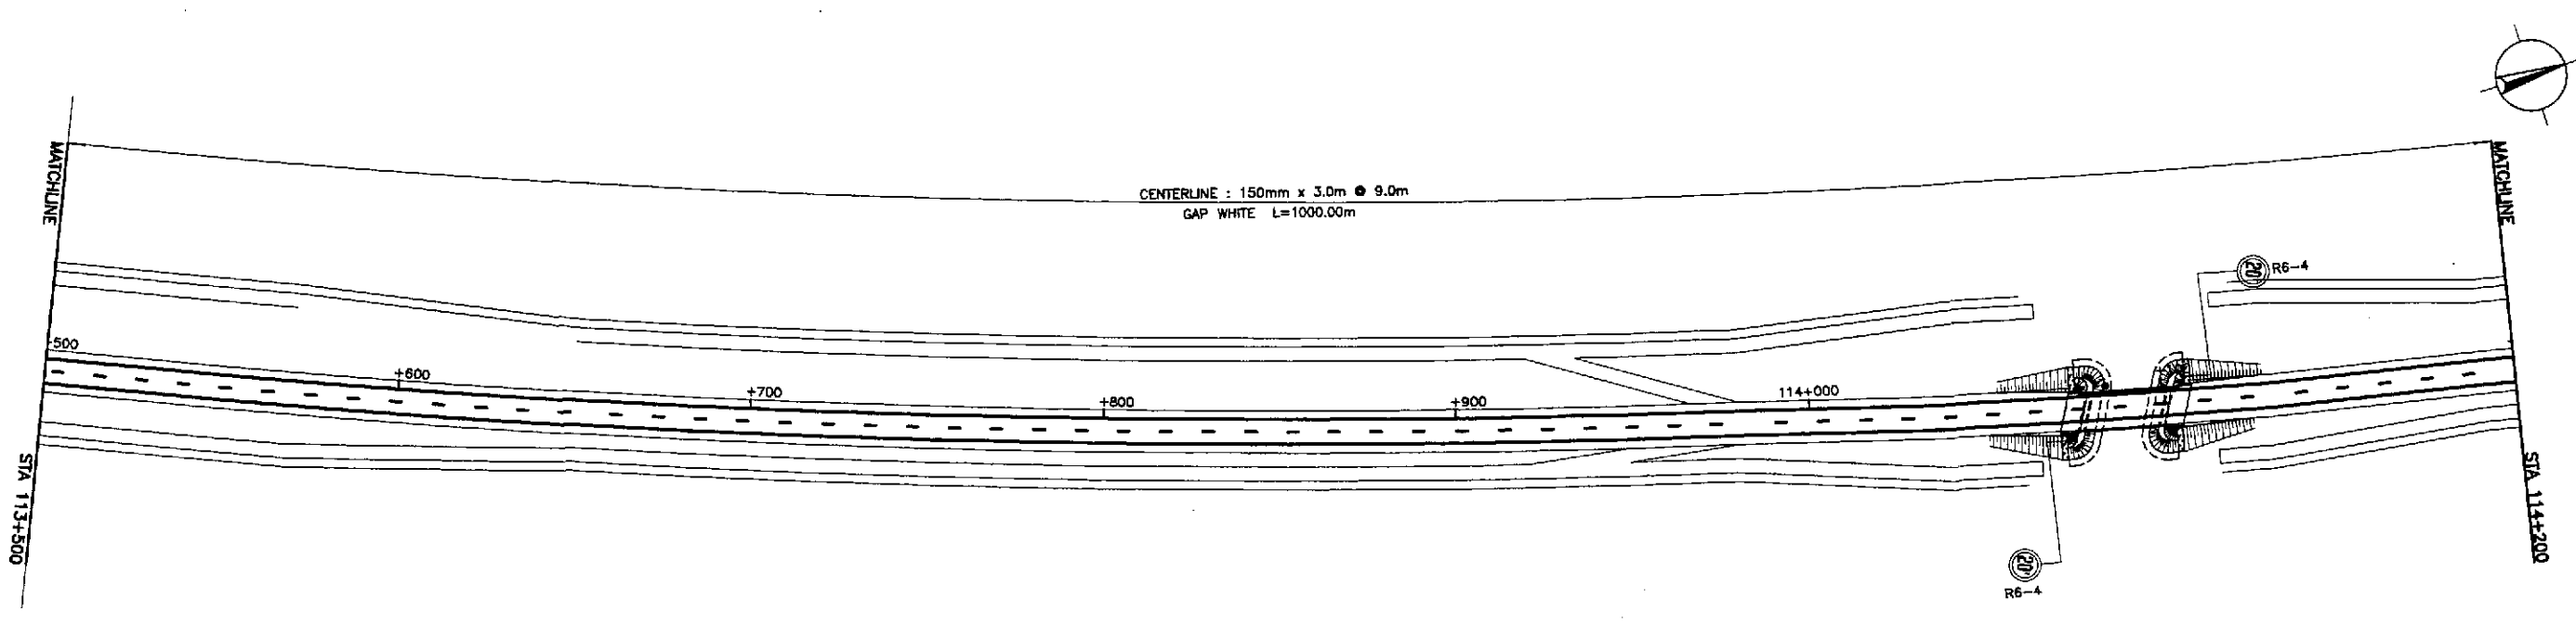 MATCHLINE
CENTERLINE : 150mm x 3.0m @ 9.0m
GAP WHITE L=1000.00m
MATCHLINE
20
R6-4
+500
+600
+700
+800
+900
114+000
STA 113+500
STA 114+200
20
R6-4